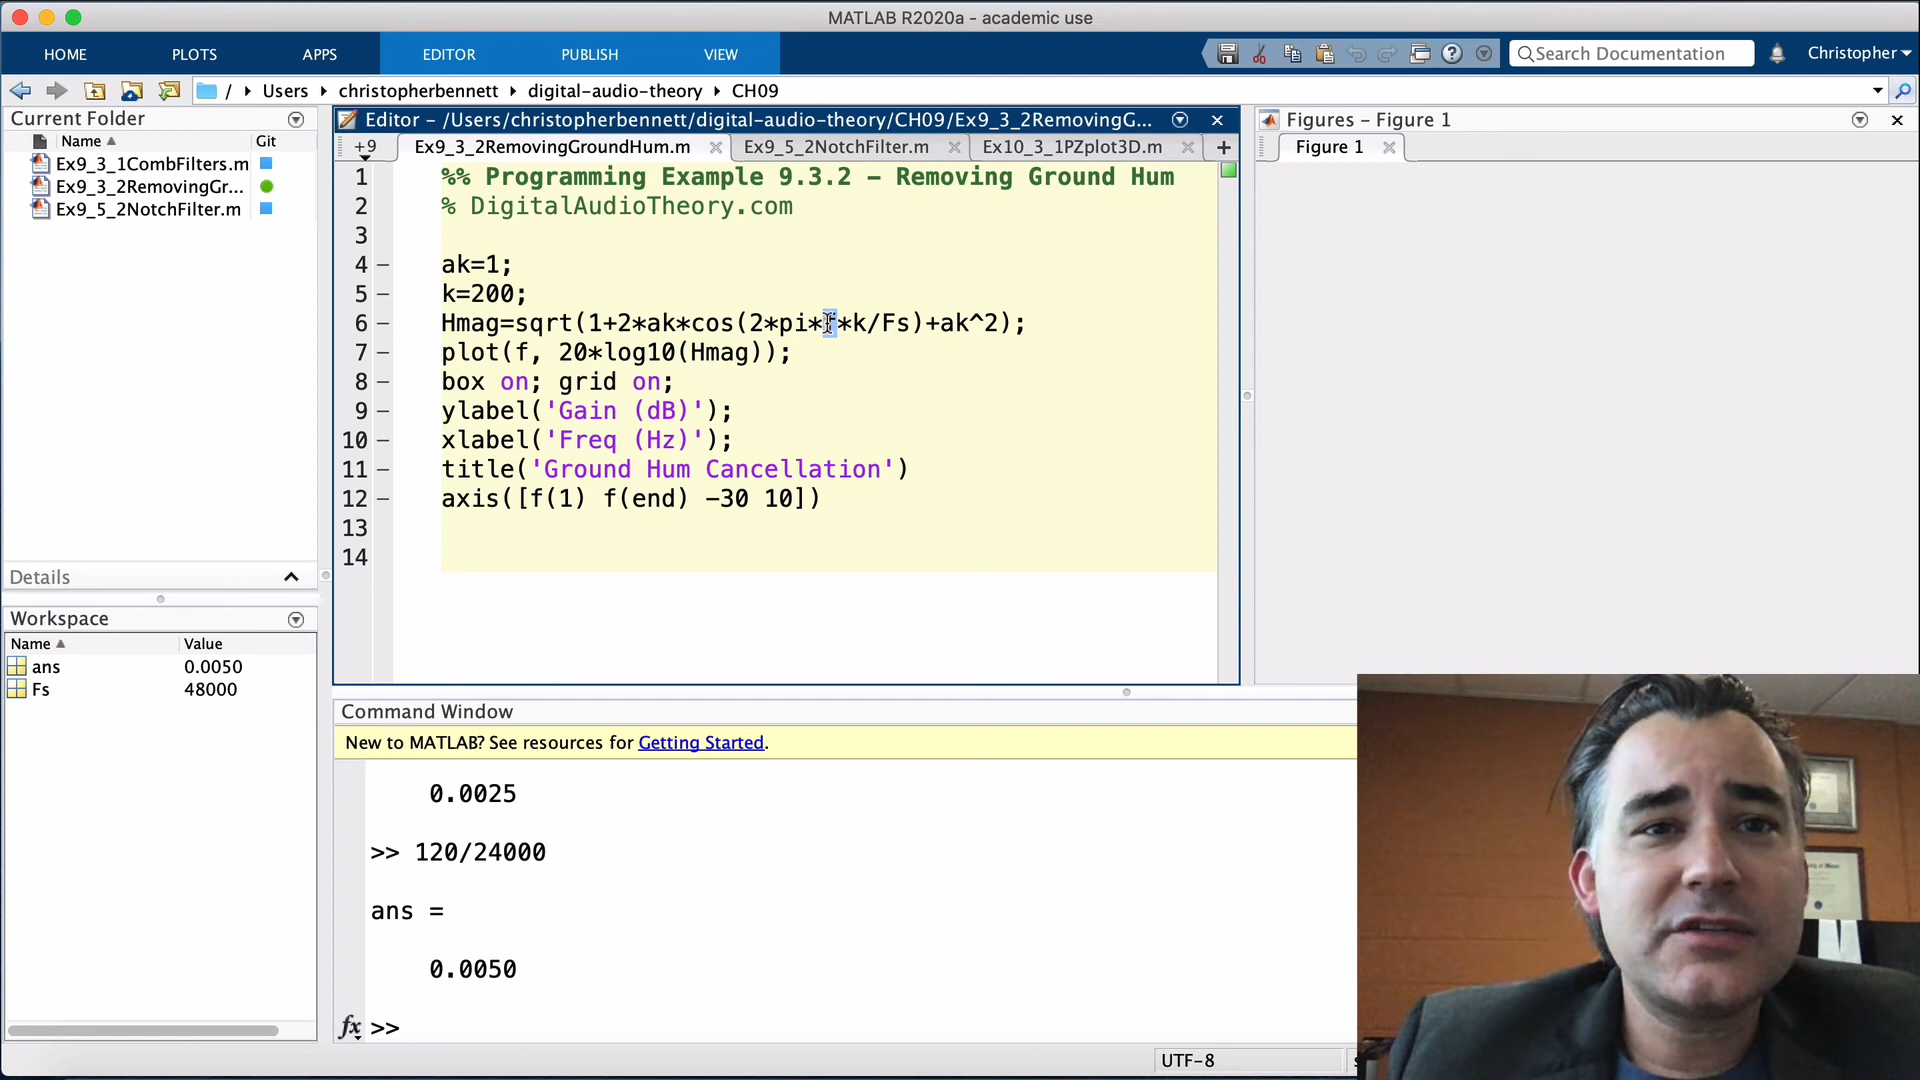 MATLAB R2020a - academic use
HOME PLOTS APPS EDITOR PUBLISH VIEW
Search Documentation
Christopher
/ Users christopherbennett digital-audio-theory CH09
Current Folder
Name Git
Ex9_3_1CombFilters.m
Ex9_3_2RemovingGr...
Ex9_5_2NotchFilter.m
Details
Workspace
Name Value
ans 0.0050
Fs 48000
Editor – /Users/christopherbennett/digital-audio-theory/CH09/Ex9_3_2RemovingG...
+9 Ex9_3_2RemovingGroundHum.m Ex9_5_2NotchFilter.m Ex10_3_1PZplot3D.m +
1 %% Programming Example 9.3.2 – Removing Ground Hum
2 % DigitalAudioTheory.com
3
4 – ak=1;
5 – k=200;
6 – Hmag=sqrt(1+2*ak*cos(2*pi*f*k/Fs)+ak^2);
7 – plot(f, 20*log10(Hmag));
8 – box on; grid on;
9 – ylabel('Gain (dB)');
10 – xlabel('Freq (Hz)');
11 – title('Ground Hum Cancellation')
12 – axis([f(1) f(end) –30 10])
13
14
Figures – Figure 1
Figure 1
Command Window
New to MATLAB? See resources for Getting Started.
0.0025
>> 120/24000
ans =
0.0050
fx >>
UTF-8